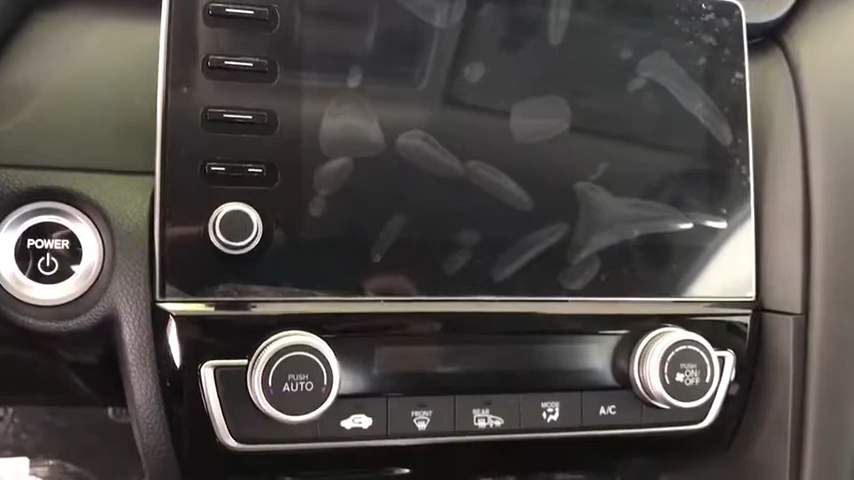 POWER
PUSH
AUTO
FRONT
REAR
MODE
A/C
PUSH
ON
OFF